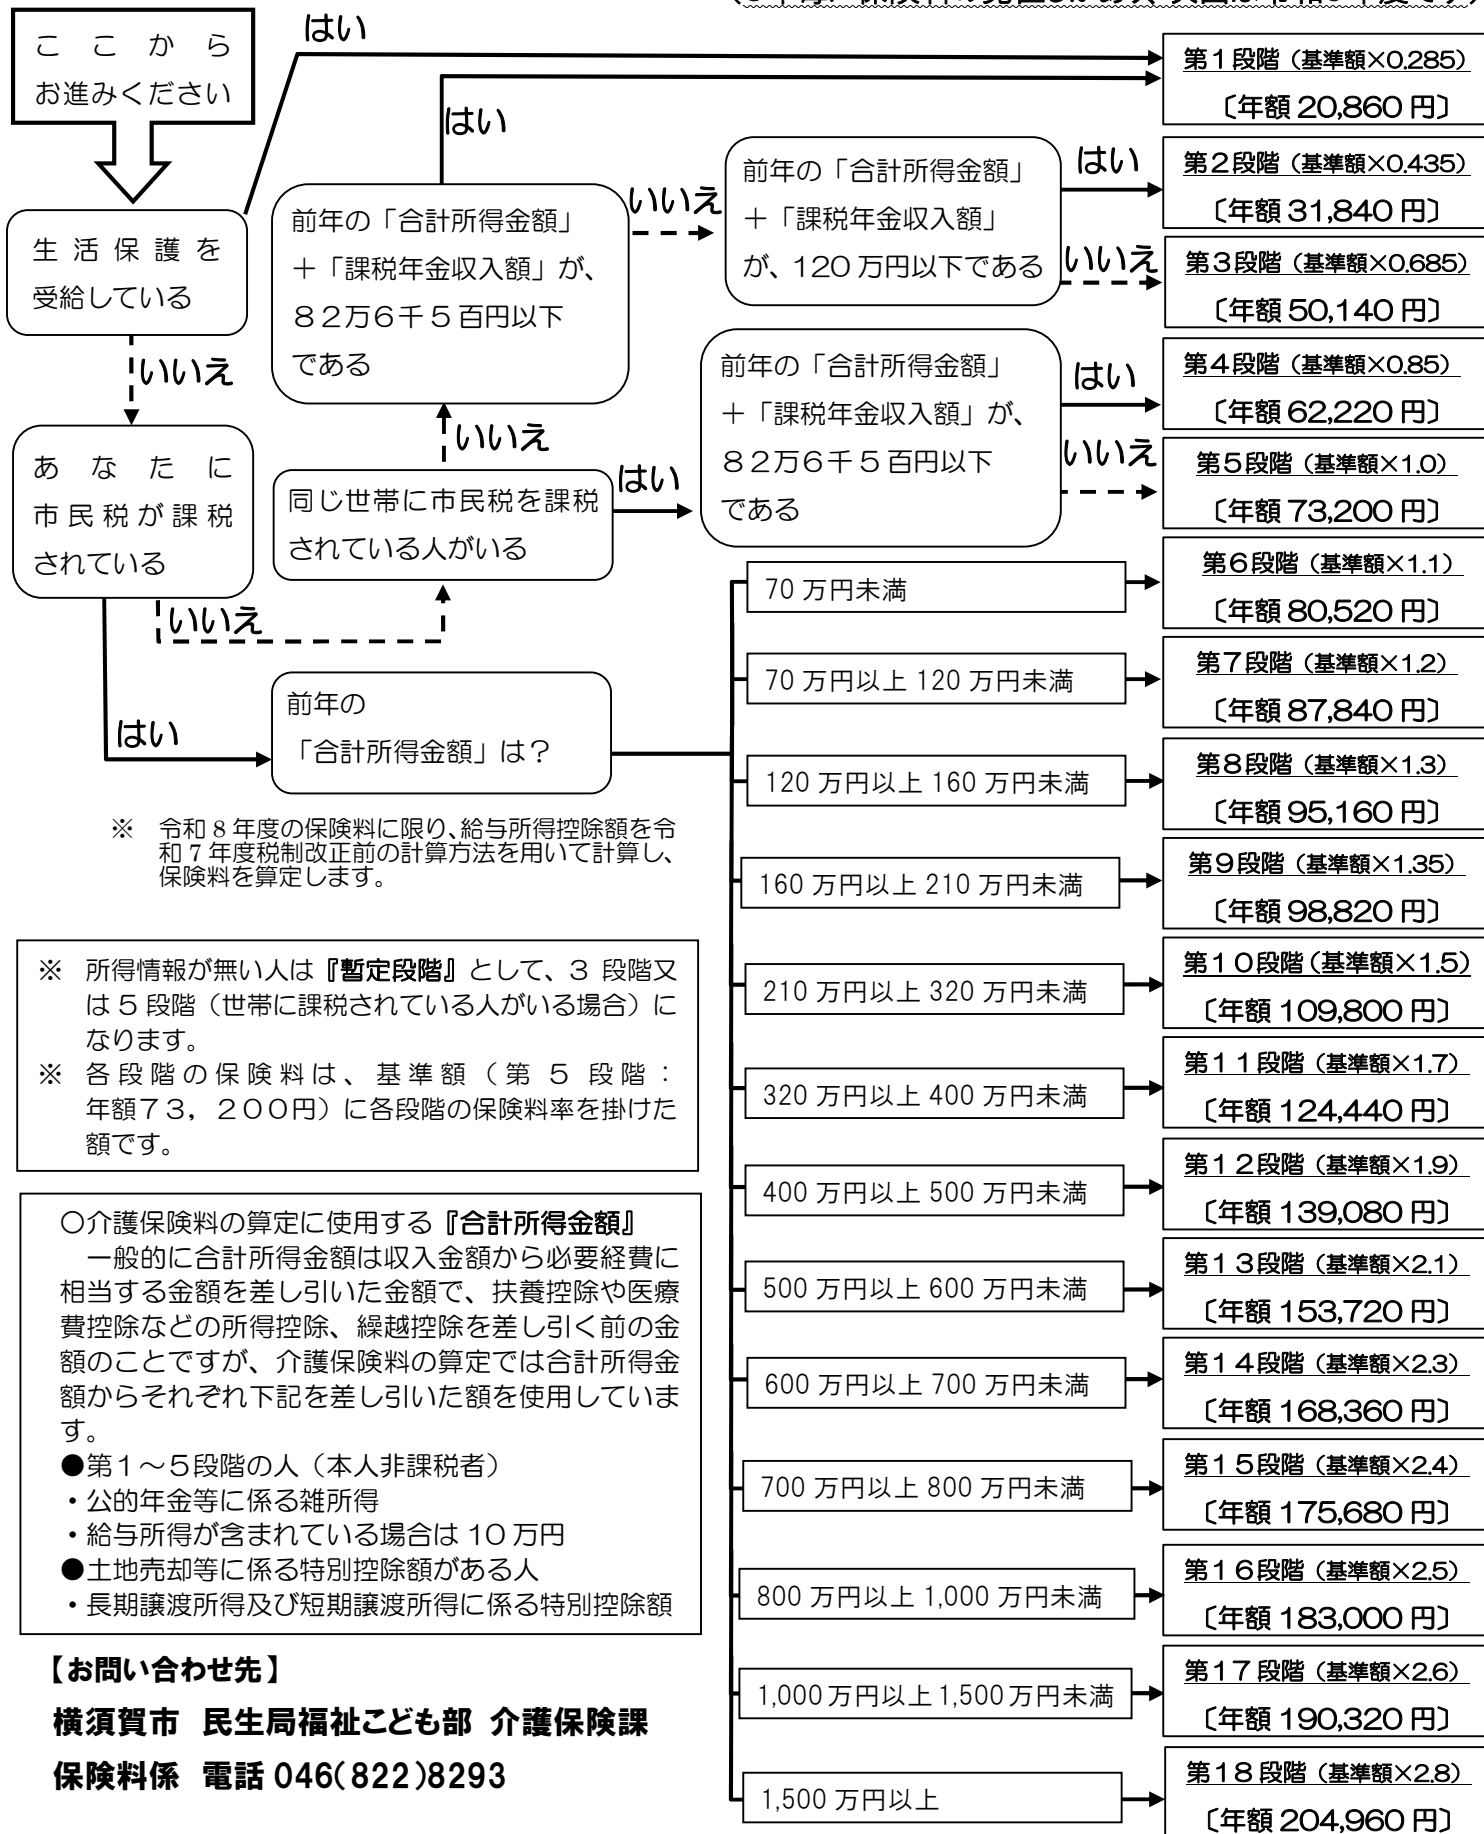 はい
こ こ か ら
お進みください
生 活 保 護 を
受給している
いいえ
あ な た に
市 民 税 が 課 税
されている
はい
いいえ
はい
前年の「合計所得金額」
＋「課税年金収入額」が、
８２万６千５百円以下
である
いいえ
いいえ
同じ世帯に市民税を課税
されている人がいる
はい
前年の「合計所得金額」
＋「課税年金収入額」
が、120 万円以下である
はい
いいえ
前年の「合計所得金額」
＋「課税年金収入額」が、
８２万６千５百円以下
である
はい
いいえ
前年の
「合計所得金額」は？
第１段階（基準額×0.285）
〔年額 20,860 円〕
第２段階（基準額×0.435）
〔年額 31,840 円〕
第３段階（基準額×0.685）
〔年額 50,140 円〕
第４段階（基準額×0.85）
〔年額 62,220 円〕
第５段階（基準額×1.0）
〔年額 73,200 円〕
70 万円未満
第６段階（基準額×1.1）
〔年額 80,520 円〕
70 万円以上 120 万円未満
第７段階（基準額×1.2）
〔年額 87,840 円〕
120 万円以上 160 万円未満
第８段階（基準額×1.3）
〔年額 95,160 円〕
160 万円以上 210 万円未満
第９段階（基準額×1.35）
〔年額 98,820 円〕
210 万円以上 320 万円未満
第１０段階（基準額×1.5）
〔年額 109,800 円〕
320 万円以上 400 万円未満
第１１段階（基準額×1.7）
〔年額 124,440 円〕
400 万円以上 500 万円未満
第１２段階（基準額×1.9）
〔年額 139,080 円〕
500 万円以上 600 万円未満
第１３段階（基準額×2.1）
〔年額 153,720 円〕
600 万円以上 700 万円未満
第１４段階（基準額×2.3）
〔年額 168,360 円〕
700 万円以上 800 万円未満
第１５段階（基準額×2.4）
〔年額 175,680 円〕
800 万円以上 1,000 万円未満
第１６段階（基準額×2.5）
〔年額 183,000 円〕
1,000 万円以上 1,500 万円未満
第１７段階（基準額×2.6）
〔年額 190,320 円〕
1,500 万円以上
第１８段階（基準額×2.8）
〔年額 204,960 円〕
※ 令和 8 年度の保険料に限り、給与所得控除額を令
和 7 年度税制改正前の計算方法を用いて計算し、
保険料を算定します。
※ 所得情報が無い人は『暫定段階』として、３ 段階又
は 5 段階（世帯に課税されている人がいる場合）に
なります。
※ 各 段 階 の 保 険 料 は 、 基 準 額 （ 第 ５ 段 階 ：
年額７３，２００円）に各段階の保険料率を掛けた
額です。
〇介護保険料の算定に使用する『合計所得金額』
一般的に合計所得金額は収入金額から必要経費に
相当する金額を差し引いた金額で、扶養控除や医療
費控除などの所得控除、繰越控除を差し引く前の金
額のことですが、介護保険料の算定では合計所得金
額からそれぞれ下記を差し引いた額を使用していま
す。
●第１～５段階の人（本人非課税者）
・公的年金等に係る雑所得
・給与所得が含まれている場合は 10 万円
●土地売却等に係る特別控除額がある人
・長期譲渡所得及び短期譲渡所得に係る特別控除額
【お問い合わせ先】
横須賀市 民生局福祉こども部 介護保険課
保険料係 電話 046(822)8293